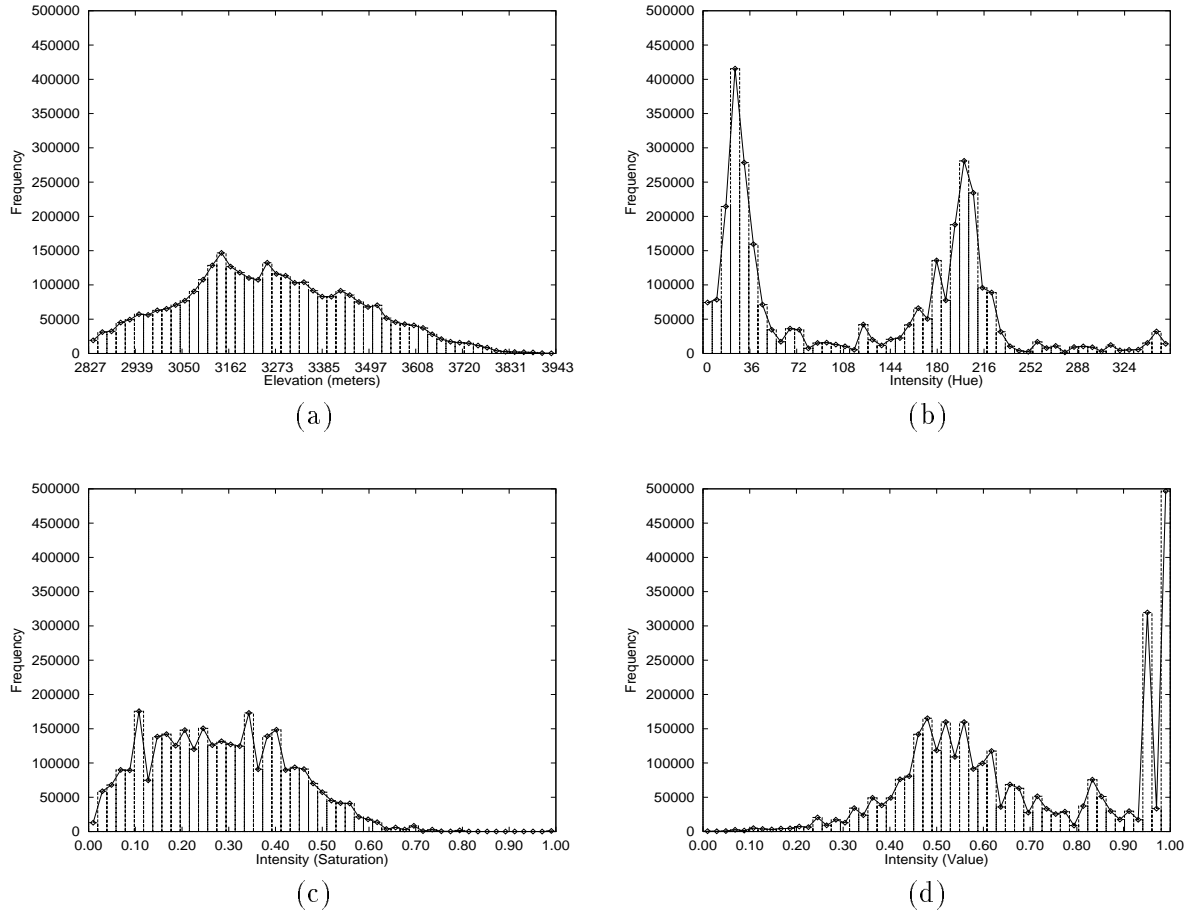 500000
450000
400000
350000
300000
250000
200000
150000
100000
50000
0
Frequency
2827 2939 3050 3162 3273 3385 3497 3608 3720 3831 3943
Elevation (meters)
(a)
500000
450000
400000
350000
300000
250000
200000
150000
100000
50000
0
Frequency
0 36 72 108 144 180 216 252 288 324
Intensity (Hue)
(b)
500000
450000
400000
350000
300000
250000
200000
150000
100000
50000
0
Frequency
0.00 0.10 0.20 0.30 0.40 0.50 0.60 0.70 0.80 0.90 1.00
Intensity (Saturation)
(c)
500000
450000
400000
350000
300000
250000
200000
150000
100000
50000
0
Frequency
0.00 0.10 0.20 0.30 0.40 0.50 0.60 0.70 0.80 0.90 1.00
Intensity (Value)
(d)